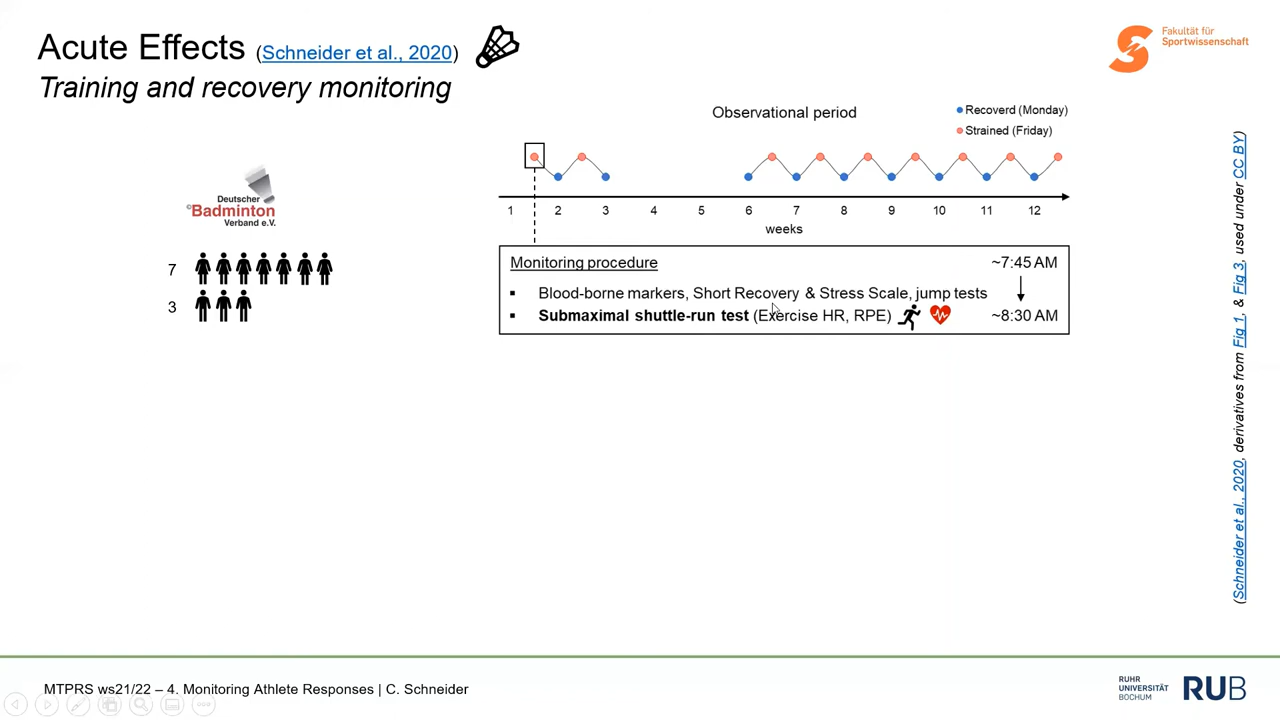 Acute Effects (Schneider et al., 2020)
Training and recovery monitoring
Fakultät für
Sportwissenschaft
Observational period
Recoverd (Monday)
Strained (Friday)
Deutscher
©Badminton
Verband e.V.
1 2 3 4 5 6 7 8 9 10 11 12
weeks
7
3
Monitoring procedure ~7:45 AM
▪ Blood-borne markers, Short Recovery & Stress Scale, jump tests
▪ Submaximal shuttle-run test (Exercise HR, RPE) ~8:30 AM
(Schneider et al., 2020, derivatives from Fig 1, & Fig 3, used under CC BY)
MTPRS ws21/22 – 4. Monitoring Athlete Responses | C. Schneider
RUHR
UNIVERSITÄT
BOCHUM
RUB